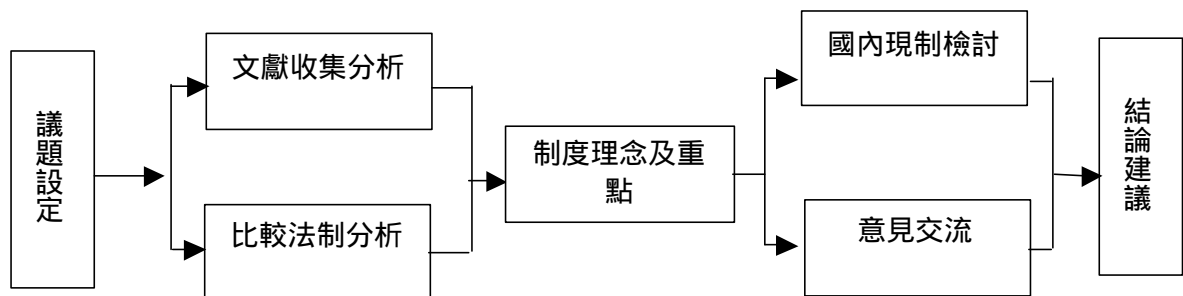 議題設定
文獻收集分析
比較法制分析
制度理念及重
點
國內現制檢討
意見交流
結論建議